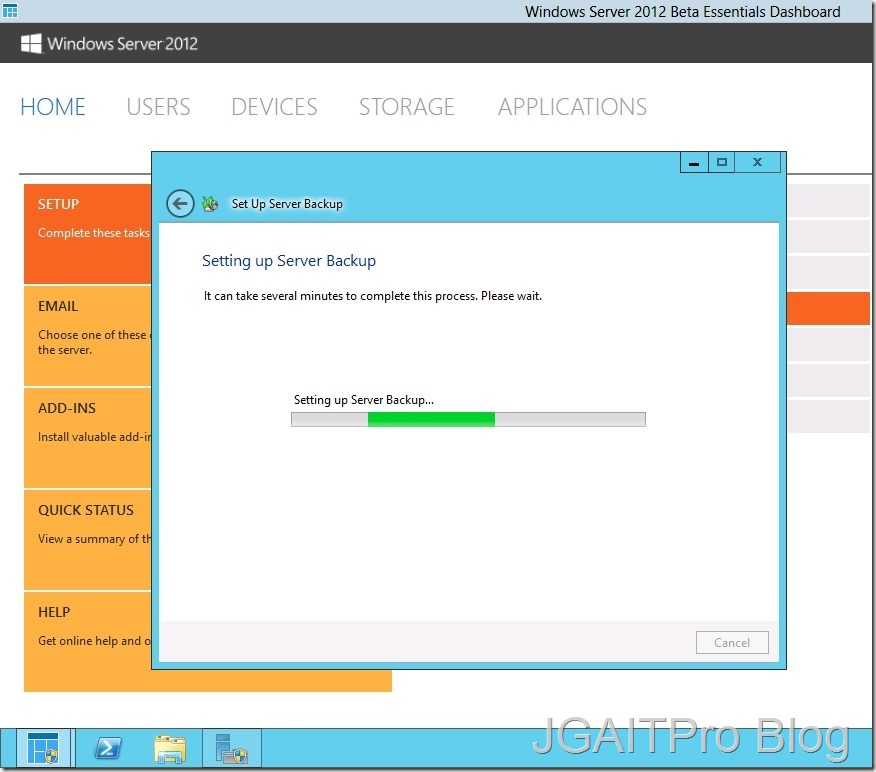 Windows Server 2012 Beta Essentials Dashboard
Windows Server 2012
HOME USERS DEVICES STORAGE APPLICATIONS
Set Up Server Backup
Setting up Server Backup
It can take several minutes to complete this process. Please wait.
Setting up Server Backup...
Cancel
SETUP
Complete these tasks
EMAIL
Choose one of these
the server.
ADD-INS
Install valuable add-in
QUICK STATUS
View a summary of th
HELP
Get online help and o
JGAITPro Blog